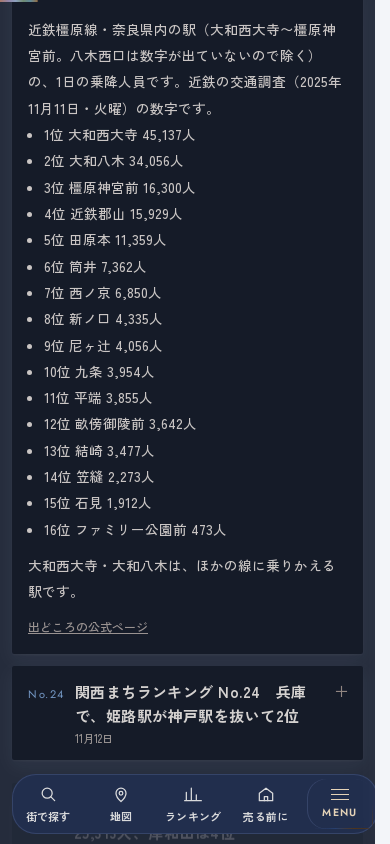 近鉄橿原線・奈良県内の駅（大和西大寺〜橿原神
宮前。八木西口は数字が出ていないので除く）
の、1日の乗降人員です。近鉄の交通調査（2025年
11月11日・火曜）の数字です。
1位 大和西大寺 45,137人
2位 大和八木 34,056人
3位 橿原神宮前 16,300人
4位 近鉄郡山 15,929人
5位 田原本 11,359人
6位 筒井 7,362人
7位 西ノ京 6,850人
8位 新ノ口 4,335人
9位 尼ヶ辻 4,056人
10位 九条 3,954人
11位 平端 3,855人
12位 畝傍御陵前 3,642人
13位 結崎 3,477人
14位 笠縫 2,273人
15位 石見 1,912人
16位 ファミリー公園前 473人
大和西大寺・大和八木は、ほかの線に乗りかえる
駅です。
出どころの公式ページ
No.24 関西まちランキング No.24　兵庫
で、姫路駅が神戸駅を抜いて2位
11月12日
街で探す 地図 ランキング 売る前に MENU